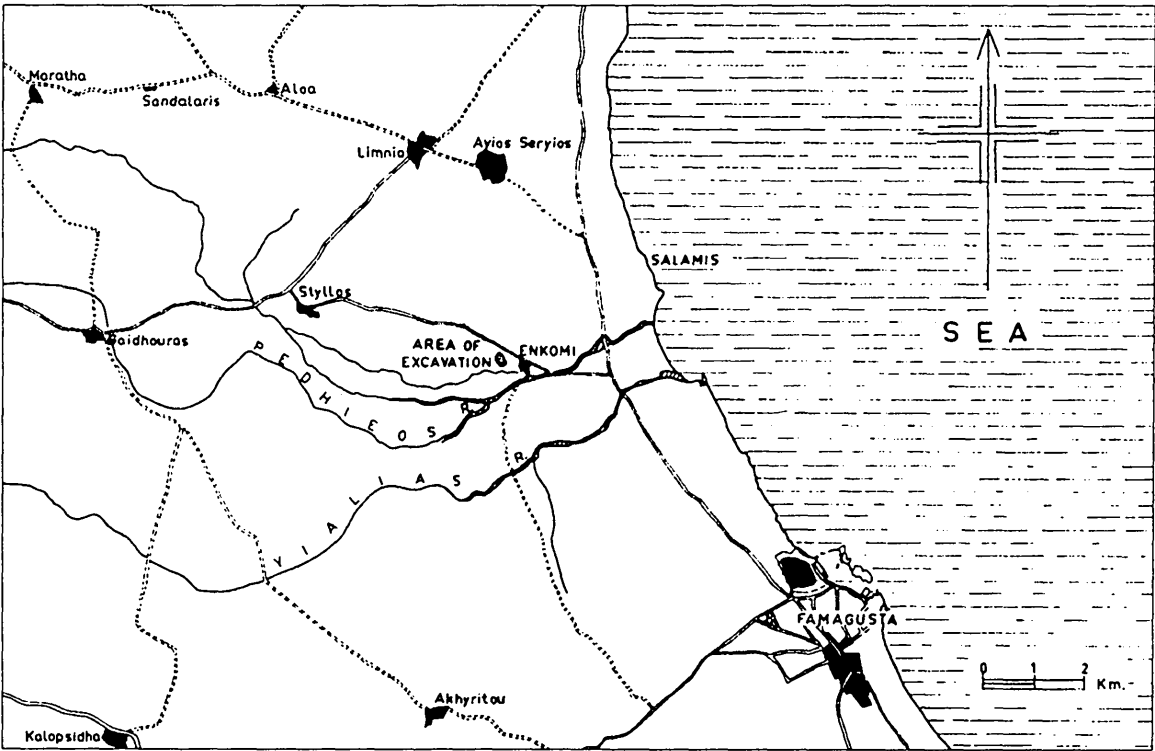 Maratha
Sandalaris
Aloa
Limnia
Ayios Seryios
SALAMIS
Styllos
SEA
AREA OF
EXCAVATION
ENKOMI
Gaidhouras
PEDHIEOS R.
YIALIAS R.
FAMAGUSTA
Akhyritou
Kalopsidha
0 1 2
Km.